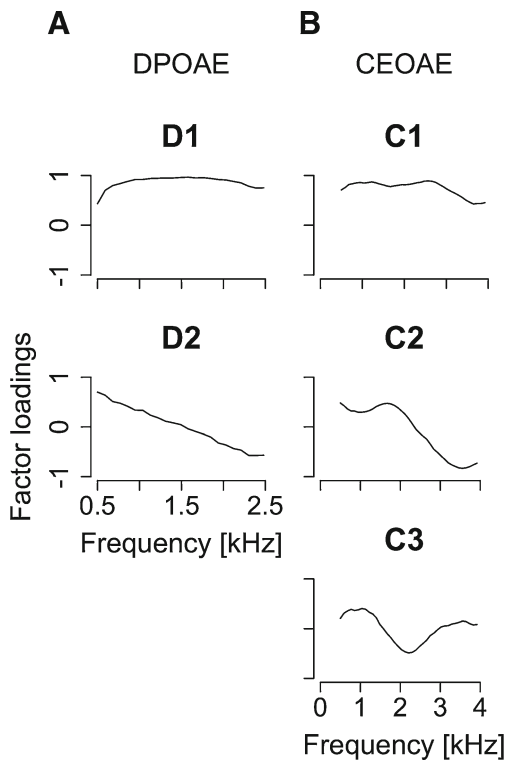 A
B
DPOAE
CEOAE
D1
C1
1
0
-1
D2
C2
Factor loadings
1
0
-1
0.5 1.5 2.5
Frequency [kHz]
C3
0 1 2 3 4
Frequency [kHz]